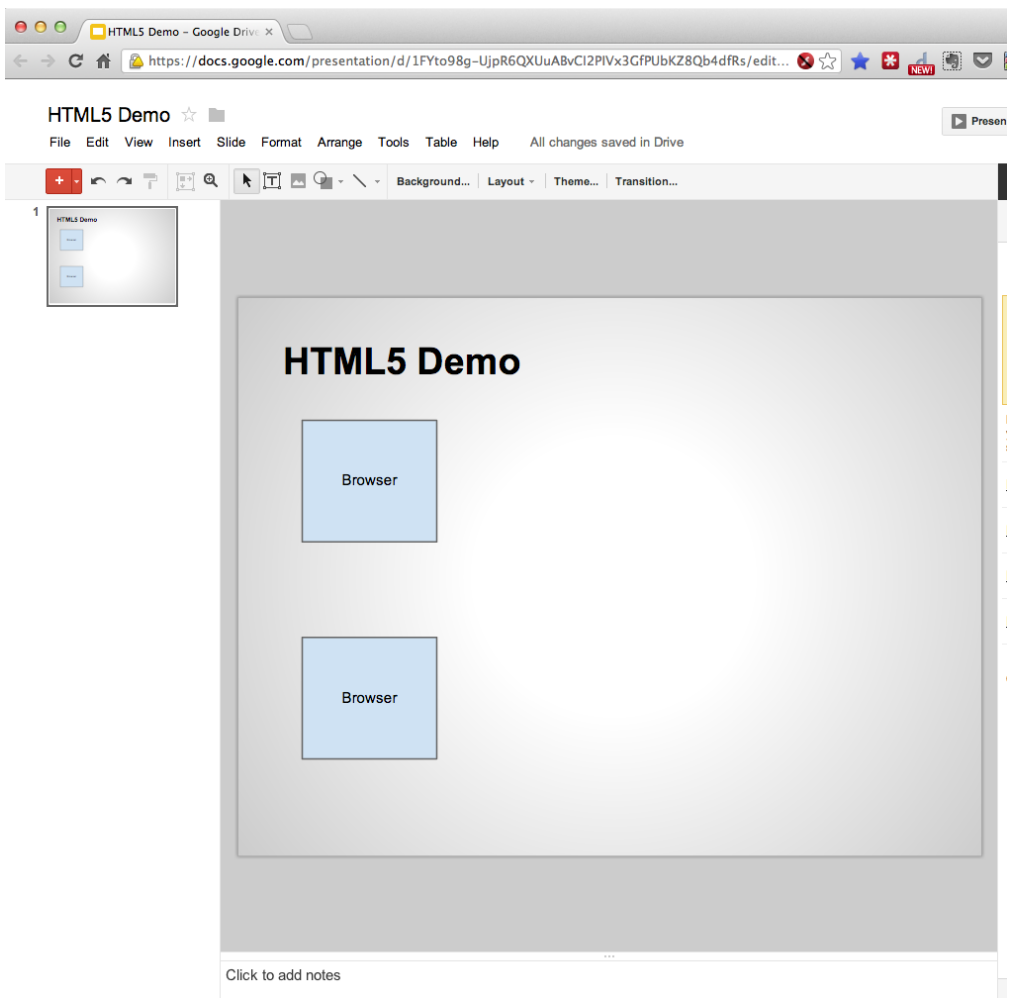 HTML5 Demo - Google Drive
https://docs.google.com/presentation/d/1FYto98g-UjpR6QXUuABvCI2PIVx3GfPUbKZ8Qb4dfRs/edit...
NEW!
HTML5 Demo
Presen
File Edit View Insert Slide Format Arrange Tools Table Help All changes saved in Drive
Background... Layout Theme... Transition...
1
HTML5 Demo
HTML5 Demo
Browser
Browser
Click to add notes